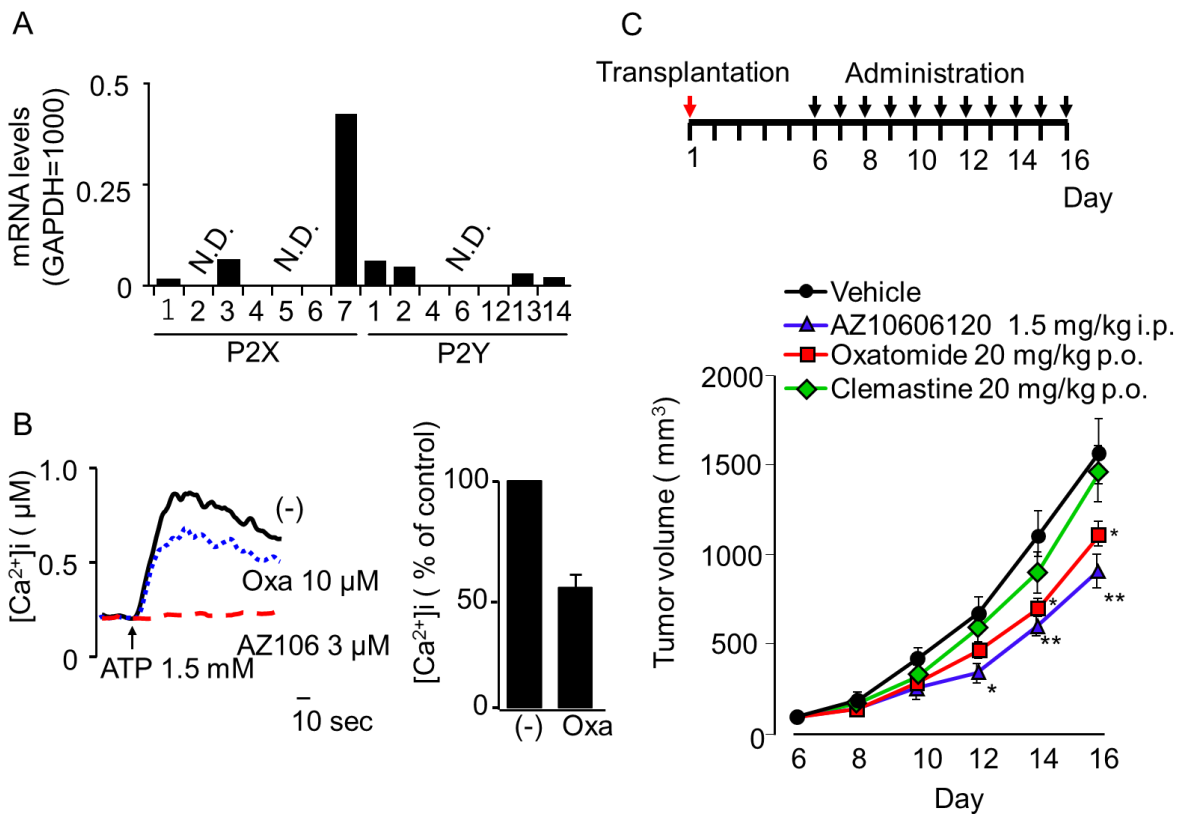 A
mRNA levels
(GAPDH=1000)
0.5
0.25
0
N.D.
N.D.
N.D.
1 2 3 4 5 6 7 1 2 4 6 12 13 14
P2X P2Y
B
[Ca²⁺]i ( μM)
1.0
0.5
0
(-)
Oxa 10 μM
AZ106 3 μM
ATP 1.5 mM
10 sec
[Ca²⁺]i ( % of control)
100
50
0
(-) Oxa
C
Transplantation Administration
1 6 8 10 12 14 16
Day
Vehicle
AZ10606120 1.5 mg/kg i.p.
Oxatomide 20 mg/kg p.o.
Clemastine 20 mg/kg p.o.
Tumor volume ( mm³)
2000
1500
1000
500
0
*
**
*
**
*
6 8 10 12 14 16
Day